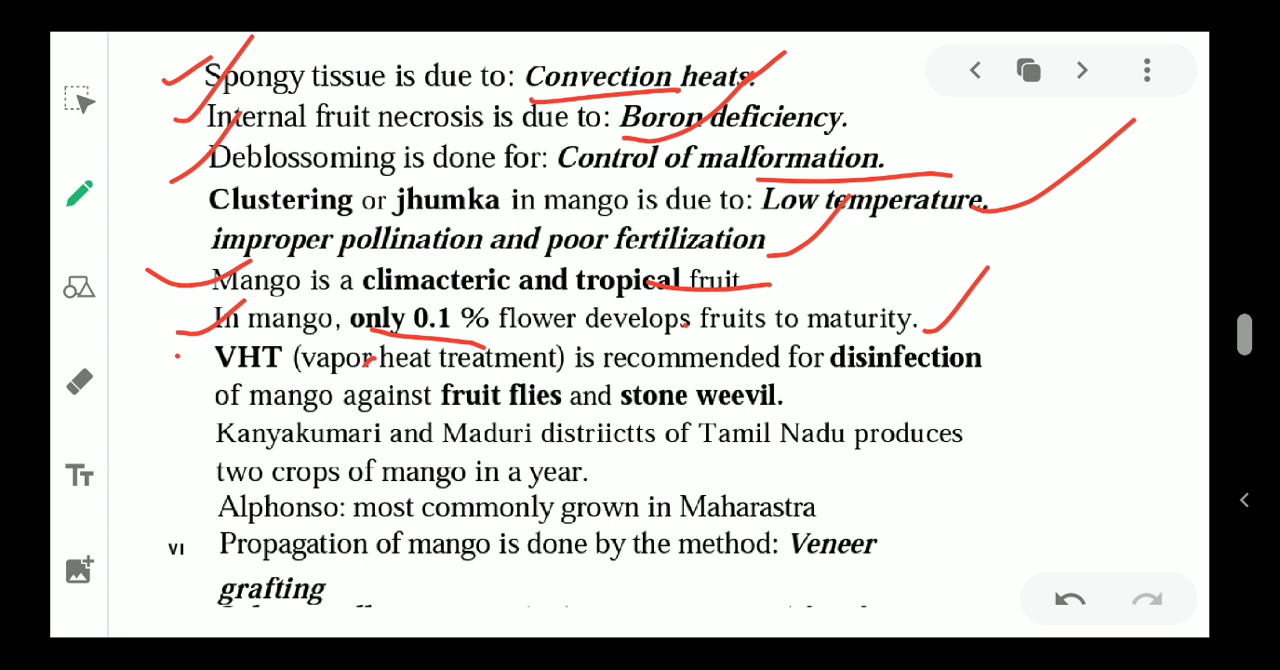 Spongy tissue is due to: Convection heats.
Internal fruit necrosis is due to: Boron deficiency.
Deblossoming is done for: Control of malformation.
Clustering or jhumka in mango is due to: Low temperature.
improper pollination and poor fertilization
Mango is a climacteric and tropical fruit
In mango, only 0.1 % flower develops fruits to maturity.
VHT (vapor heat treatment) is recommended for disinfection
of mango against fruit flies and stone weevil.
Kanyakumari and Maduri distriictts of Tamil Nadu produces
two crops of mango in a year.
Alphonso: most commonly grown in Maharastra
VI Propagation of mango is done by the method: Veneer
grafting
TT